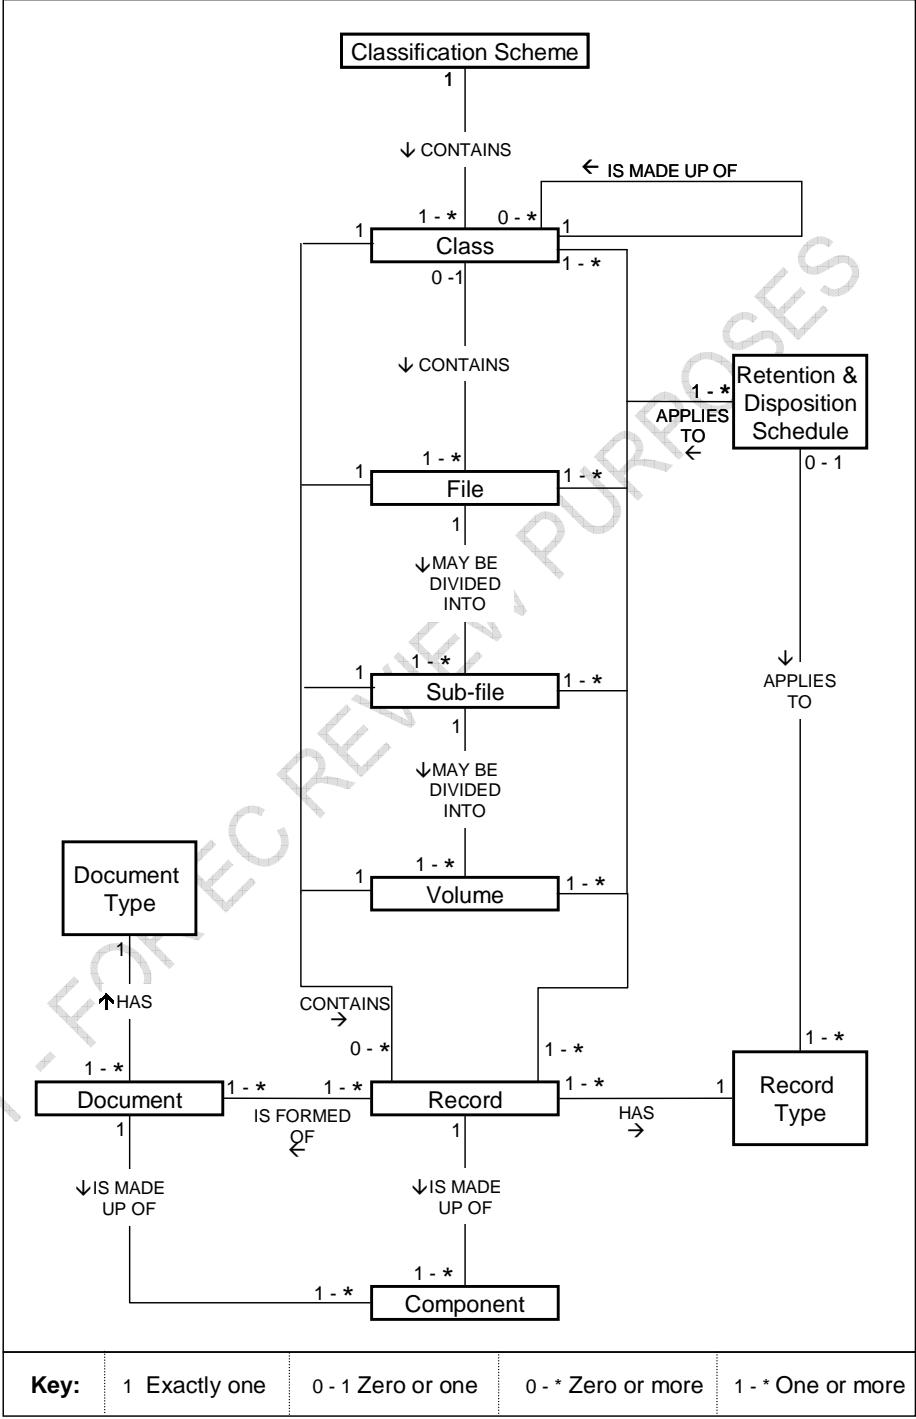 Classification Scheme
1
↓ CONTAINS
← IS MADE UP OF
1 - *
0 - *
1
1
Class
0 -1
1 - *
↓ CONTAINS
Retention &
Disposition
Schedule
1 - *
APPLIES
TO
←
0 - 1
1 - *
1
File
1 - *
1
↓ MAY BE
DIVIDED
INTO
1 - *
1
Sub-file
1 - *
1
↓ APPLIES
TO
↓ MAY BE
DIVIDED
INTO
1 - *
1
Volume
1 - *
Document
Type
1
↑ HAS
1 - *
CONTAINS
→
0 - *
1 - *
1 - *
Document
1 - *
IS FORMED
OF
←
1 - *
Record
1 - *
HAS
→
1
Record
Type
1
↓ IS MADE
UP OF
1
↓ IS MADE
UP OF
1 - *
1 - *
Component
Key:
1 Exactly one
0 - 1 Zero or one
0 - * Zero or more
1 - * One or more
- FOR EC REVIEW PURPOSES